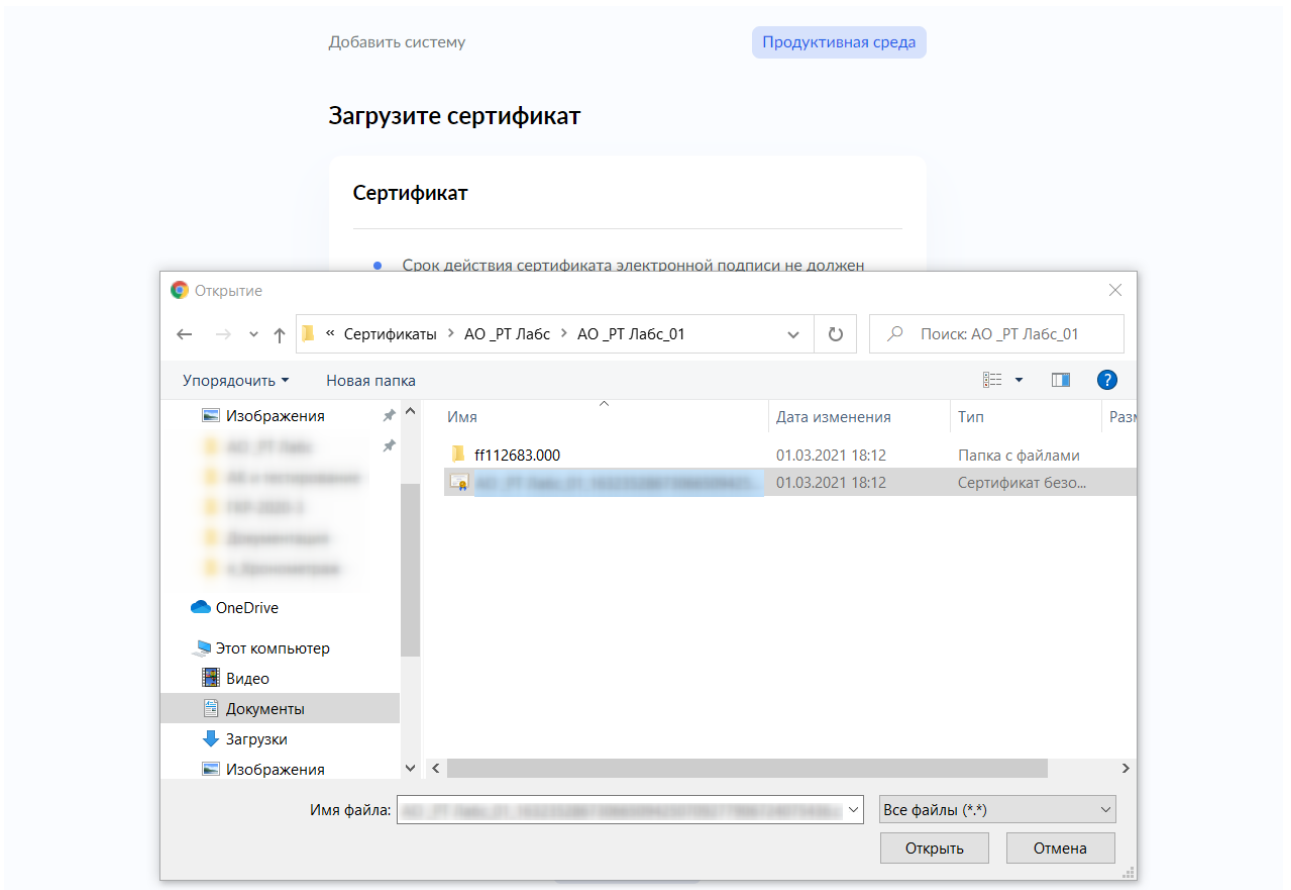 Добавить систему
Продуктивная среда
Загрузите сертификат
Сертификат
Срок действия сертификата электронной подписи не должен
Открытие
« Сертификаты > АО _РТ Лабс > АО _РТ Лабс_01
Поиск: АО _РТ Лабс_01
Упорядочить
Новая папка
Изображения
OneDrive
Этот компьютер
Видео
Документы
Загрузки
Изображения
Имя Дата изменения Тип Разм
ff112683.000 01.03.2021 18:12 Папка с файлами
01.03.2021 18:12 Сертификат безо...
Имя файла:
Все файлы (*.*)
Открыть
Отмена